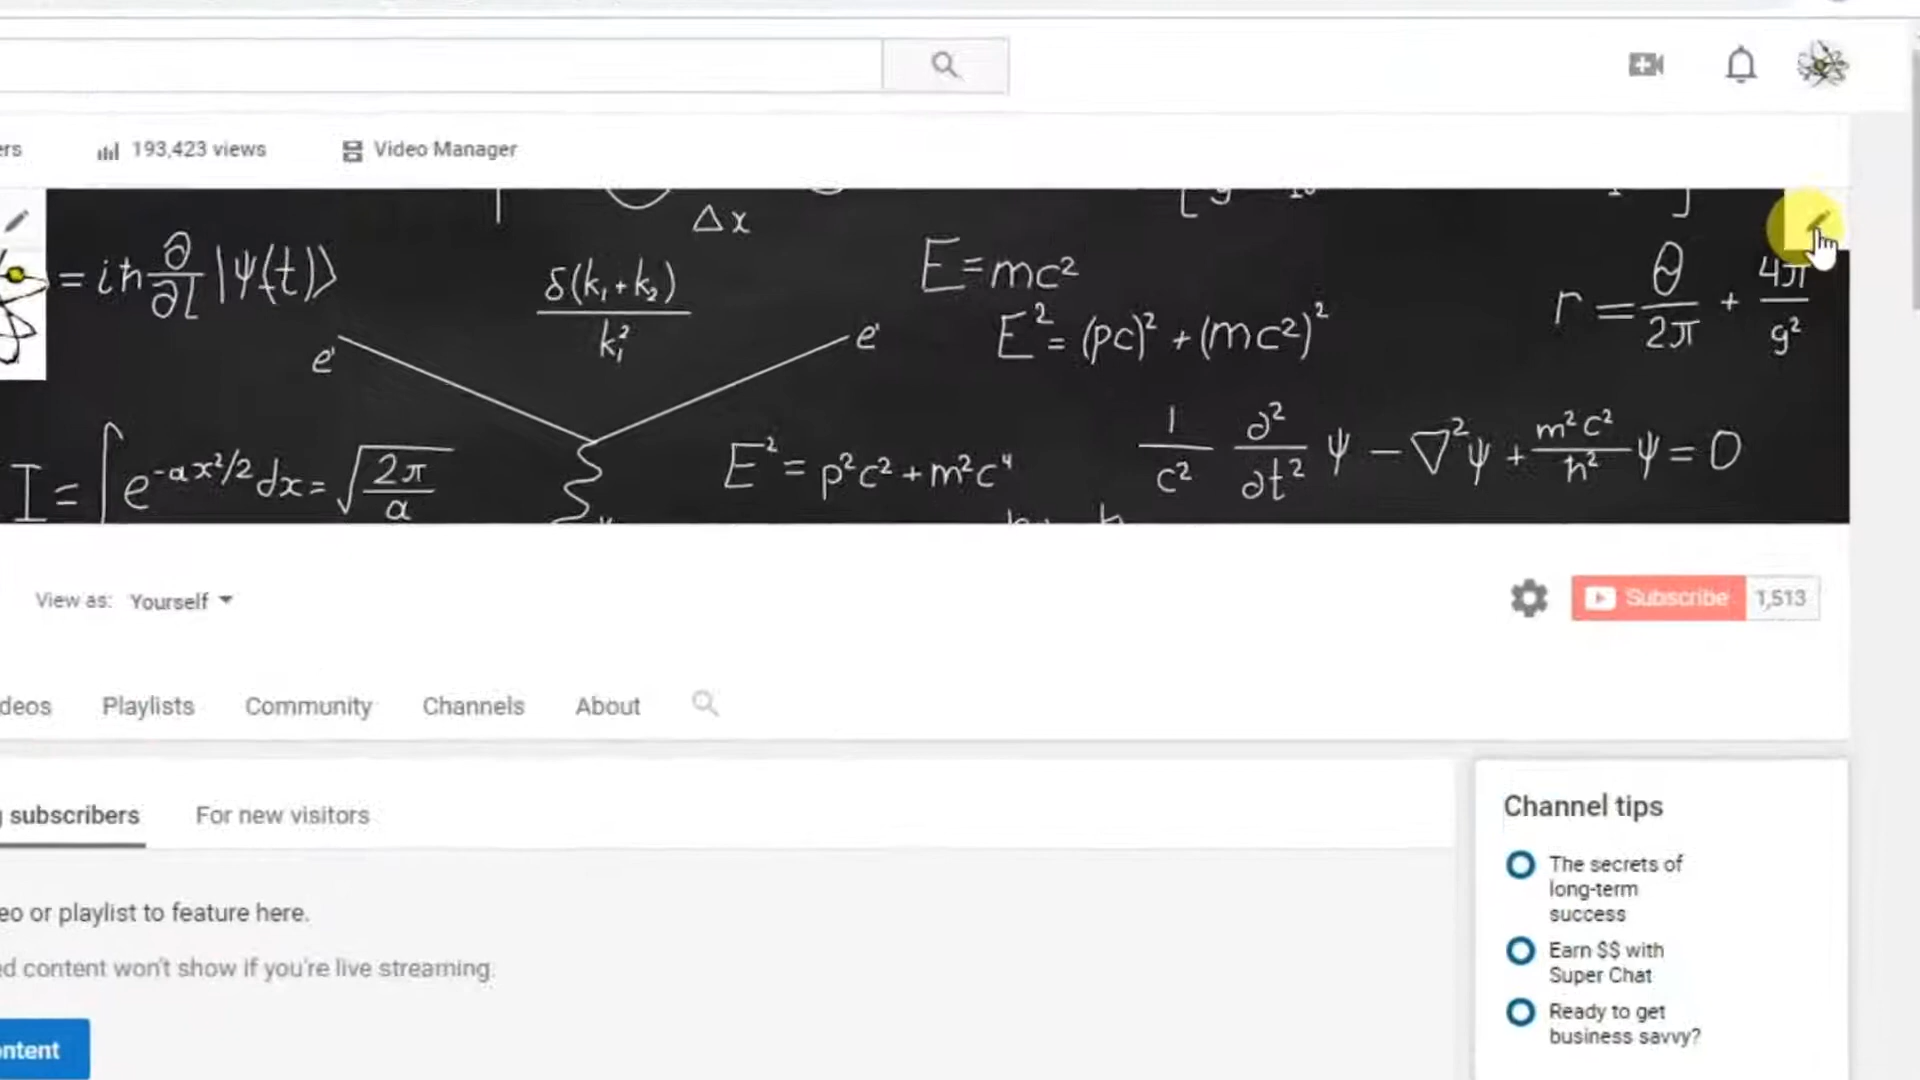 ers 193,423 views Video Manager
Δx
= iħ ∂/∂t |ψ(t)⟩
δ(k₁+k₂)/k₁²
E=mc²
E²=(pc)²+(mc²)²
r = θ/2π + 4π/g²
e'
e'
I = ∫e^-ax²/2 dx = √2π/a
E² = p²c² + m²c⁴
1/c² ∂²/∂t² ψ − ∇²ψ + m²c²/ħ² ψ = 0
View as: Yourself
Subscribe 1,513
deos Playlists Community Channels About
subscribers For new visitors
Channel tips
The secrets of
long-term
success
Earn $$ with
Super Chat
Ready to get
business savvy?
eo or playlist to feature here.
ed content won't show if you're live streaming.
ontent